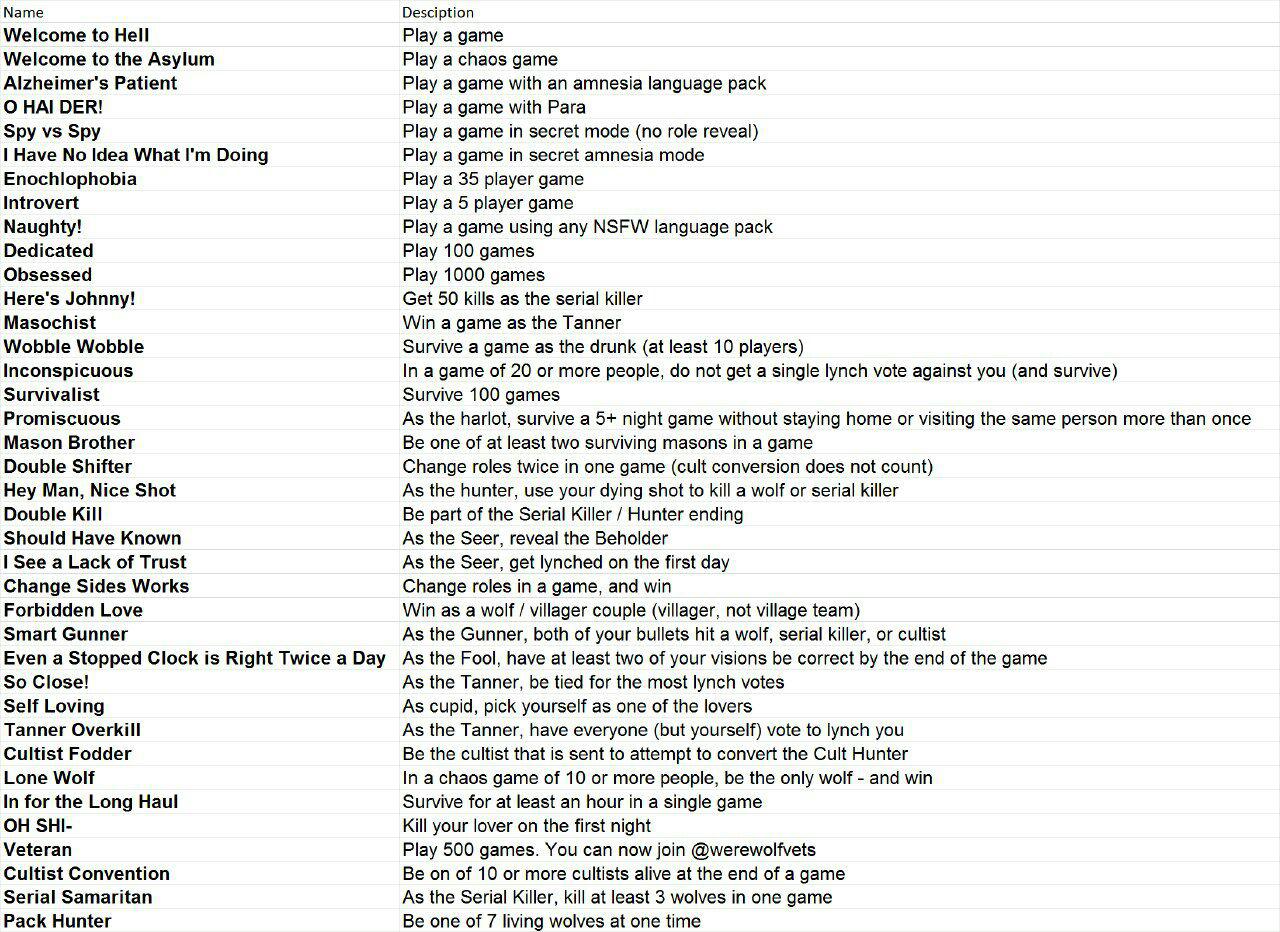 Name Desciption
Welcome to Hell Play a game
Welcome to the Asylum Play a chaos game
Alzheimer's Patient Play a game with an amnesia language pack
O HAI DER! Play a game with Para
Spy vs Spy Play a game in secret mode (no role reveal)
I Have No Idea What I'm Doing Play a game in secret amnesia mode
Enochlophobia Play a 35 player game
Introvert Play a 5 player game
Naughty! Play a game using any NSFW language pack
Dedicated Play 100 games
Obsessed Play 1000 games
Here's Johnny! Get 50 kills as the serial killer
Masochist Win a game as the Tanner
Wobble Wobble Survive a game as the drunk (at least 10 players)
Inconspicuous In a game of 20 or more people, do not get a single lynch vote against you (and survive)
Survivalist Survive 100 games
Promiscuous As the harlot, survive a 5+ night game without staying home or visiting the same person more than once
Mason Brother Be one of at least two surviving masons in a game
Double Shifter Change roles twice in one game (cult conversion does not count)
Hey Man, Nice Shot As the hunter, use your dying shot to kill a wolf or serial killer
Double Kill Be part of the Serial Killer / Hunter ending
Should Have Known As the Seer, reveal the Beholder
I See a Lack of Trust As the Seer, get lynched on the first day
Change Sides Works Change roles in a game, and win
Forbidden Love Win as a wolf / villager couple (villager, not village team)
Smart Gunner As the Gunner, both of your bullets hit a wolf, serial killer, or cultist
Even a Stopped Clock is Right Twice a Day As the Fool, have at least two of your visions be correct by the end of the game
So Close! As the Tanner, be tied for the most lynch votes
Self Loving As cupid, pick yourself as one of the lovers
Tanner Overkill As the Tanner, have everyone (but yourself) vote to lynch you
Cultist Fodder Be the cultist that is sent to attempt to convert the Cult Hunter
Lone Wolf In a chaos game of 10 or more people, be the only wolf - and win
In for the Long Haul Survive for at least an hour in a single game
OH SHI- Kill your lover on the first night
Veteran Play 500 games. You can now join @werewolfvets
Cultist Convention Be on of 10 or more cultists alive at the end of a game
Serial Samaritan As the Serial Killer, kill at least 3 wolves in one game
Pack Hunter Be one of 7 living wolves at one time